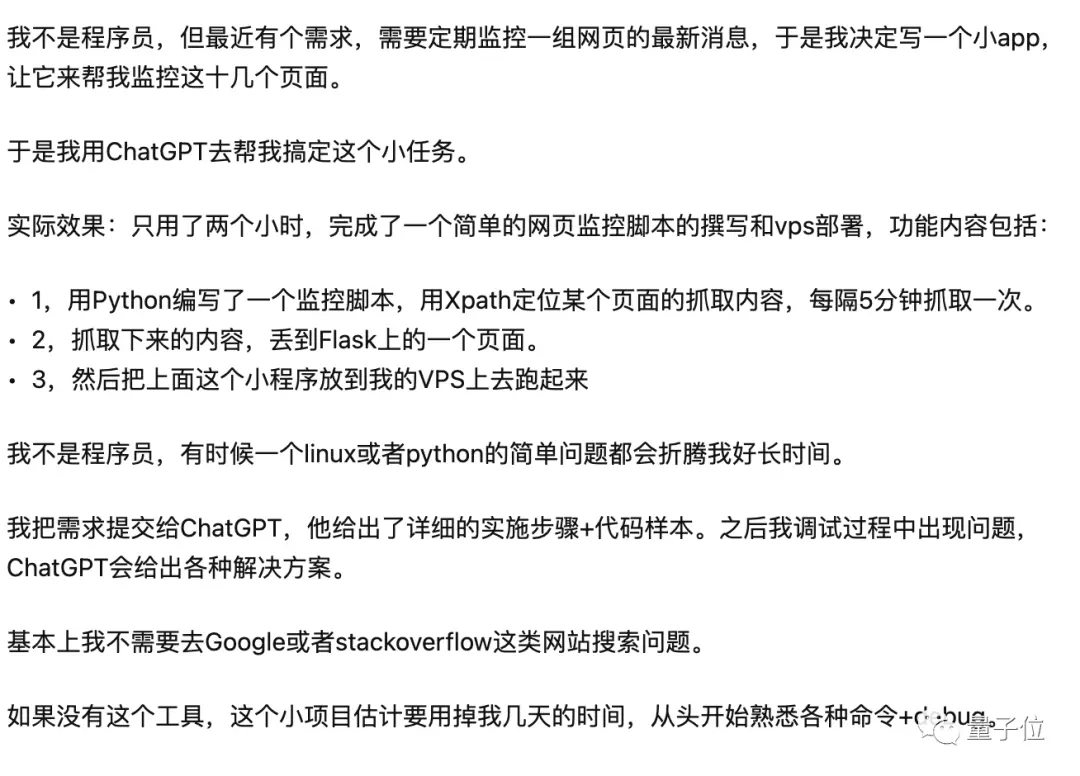 我不是程序员，但最近有个需求，需要定期监控一组网页的最新消息，于是我决定写一个小app，
让它来帮我监控这十几个页面。
于是我用ChatGPT去帮我搞定这个小任务。
实际效果：只用了两个小时，完成了一个简单的网页监控脚本的撰写和vps部署，功能内容包括：
• 1，用Python编写了一个监控脚本，用Xpath定位某个页面的抓取内容，每隔5分钟抓取一次。
• 2，抓取下来的内容，丢到Flask上的一个页面。
• 3，然后把上面这个小程序放到我的VPS上去跑起来
我不是程序员，有时候一个linux或者python的简单问题都会折腾我好长时间。
我把需求提交给ChatGPT，他给出了详细的实施步骤+代码样本。之后我调试过程中出现问题，
ChatGPT会给出各种解决方案。
基本上我不需要去Google或者stackoverflow这类网站搜索问题。
如果没有这个工具，这个小项目估计要用掉我几天的时间，从头开始熟悉各种命令+debug。
量子位